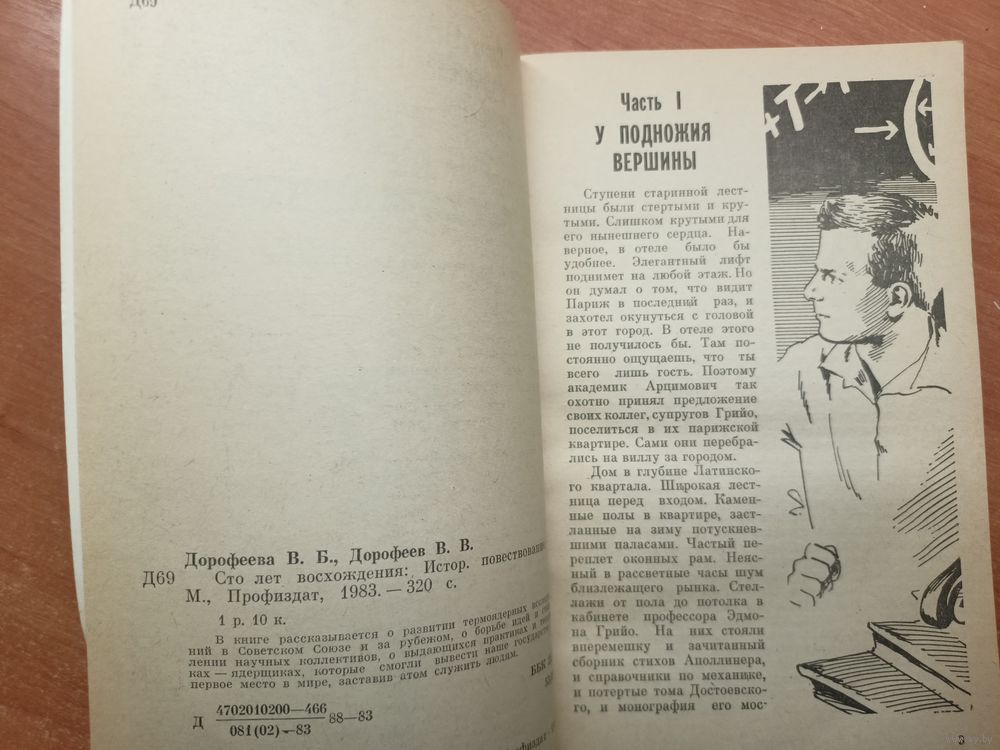 Д69
Дорофеева В. Б., Дорофеев В. В.
Д69 Сто лет восхождения: Истор. повествование
М., Профиздат, 1983. — 320 с.
1 р. 10 к.
В книге рассказывается о развитии термоядерных
ний в Советском Союзе и за рубежом, о борьбе идей и
лении научных коллективов, о выдающихся практиках и
ках — ядерщиках, которые смогли вывести наше государство
первое место в мире, заставив атом служить людям.
ББК
Д 4702010200—466 88—83
081(02)—83
Часть I
У ПОДНОЖИЯ
ВЕРШИНЫ
Ступени старинной лест-
ницы были стертыми и кру-
тыми. Слишком крутыми для
его нынешнего сердца. На-
верное, в отеле было бы
удобнее. Элегантный лифт
поднимет на любой этаж. Но
он думал о том, что видит
Париж в последний раз, и
захотел окунуться с головой
в этот город. В отеле этого
не получилось бы. Там по-
стоянно ощущаешь, что ты
всего лишь гость. Поэтому
академик Арцимович так
охотно принял предложение
своих коллег, супругов Грийо,
поселиться в их парижской
квартире. Сами они перебра-
лись на виллу за городом.
Дом в глубине Латинско-
го квартала. Широкая лест-
ница перед входом. Камен-
ные полы в квартире, заст-
ланные на зиму потускнев-
шими паласами. Частый пе-
реплет оконных рам. Неяс-
ный в рассветные часы шум
близлежащего рынка. Стел-
лажи от пола до потолка в
кабинете профессора Эдмо-
на Грийо. На них стояли
вперемешку и зачитанный
сборник стихов Аполлинера,
и справочники по механике,
и потертые тома Достоевско-
го, и монография его мос-
3